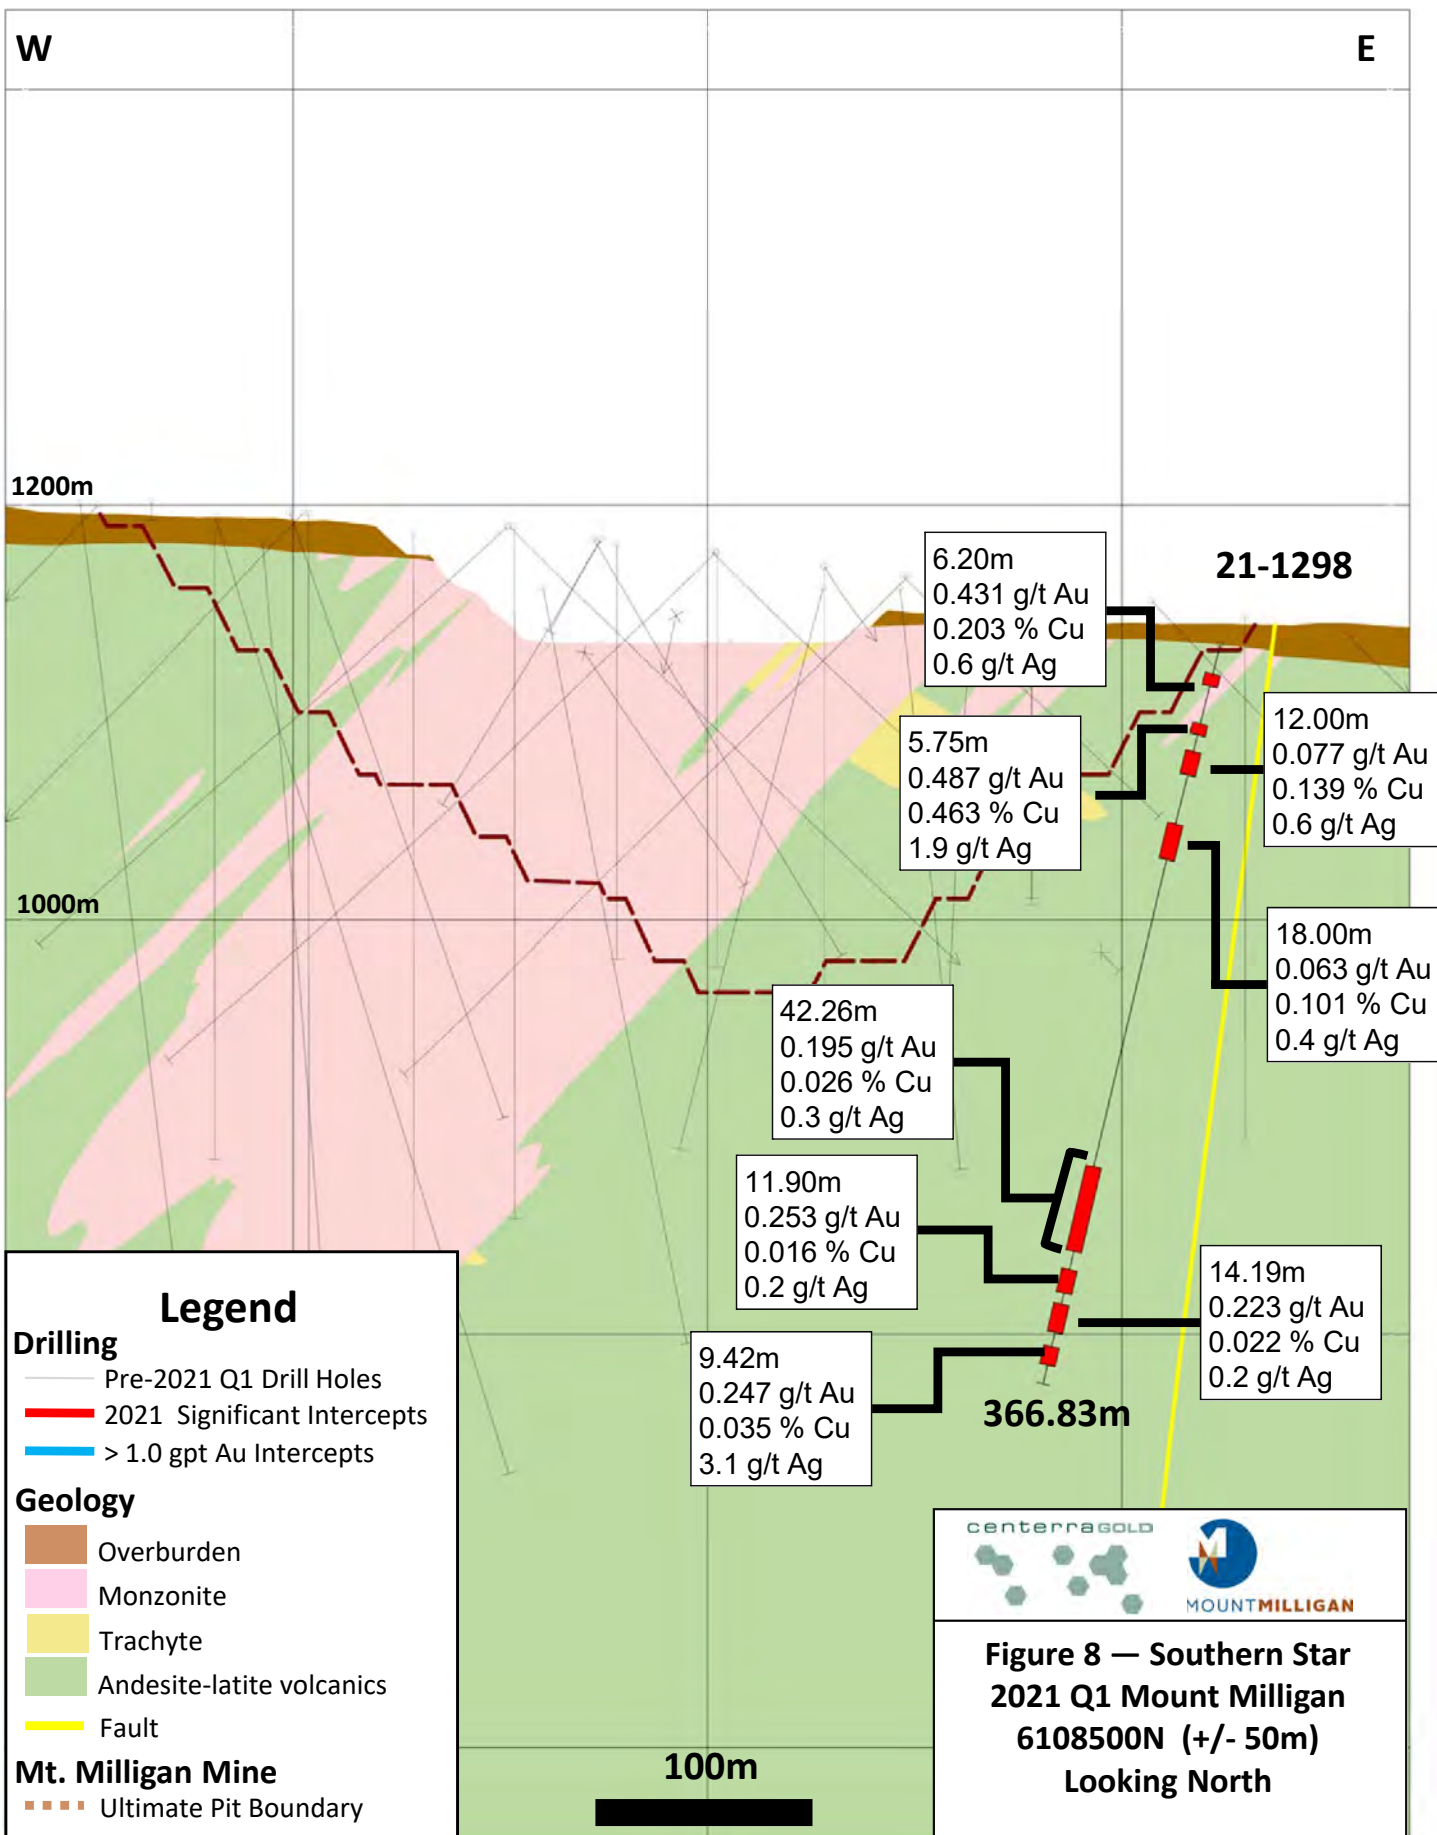 W
E
1200m
1000m
21-1298
6.20m
0.431 g/t Au
0.203 % Cu
0.6 g/t Ag
5.75m
0.487 g/t Au
0.463 % Cu
1.9 g/t Ag
12.00m
0.077 g/t Au
0.139 % Cu
0.6 g/t Ag
18.00m
0.063 g/t Au
0.101 % Cu
0.4 g/t Ag
42.26m
0.195 g/t Au
0.026 % Cu
0.3 g/t Ag
11.90m
0.253 g/t Au
0.016 % Cu
0.2 g/t Ag
14.19m
0.223 g/t Au
0.022 % Cu
0.2 g/t Ag
9.42m
0.247 g/t Au
0.035 % Cu
3.1 g/t Ag
366.83m
Legend
Drilling
Pre-2021 Q1 Drill Holes
2021 Significant Intercepts
> 1.0 gpt Au Intercepts
Geology
Overburden
Monzonite
Trachyte
Andesite-latite volcanics
Fault
Mt. Milligan Mine
Ultimate Pit Boundary
100m
centerraGOLD
MOUNTMILLIGAN
Figure 8 — Southern Star
2021 Q1 Mount Milligan
6108500N (+/- 50m)
Looking North